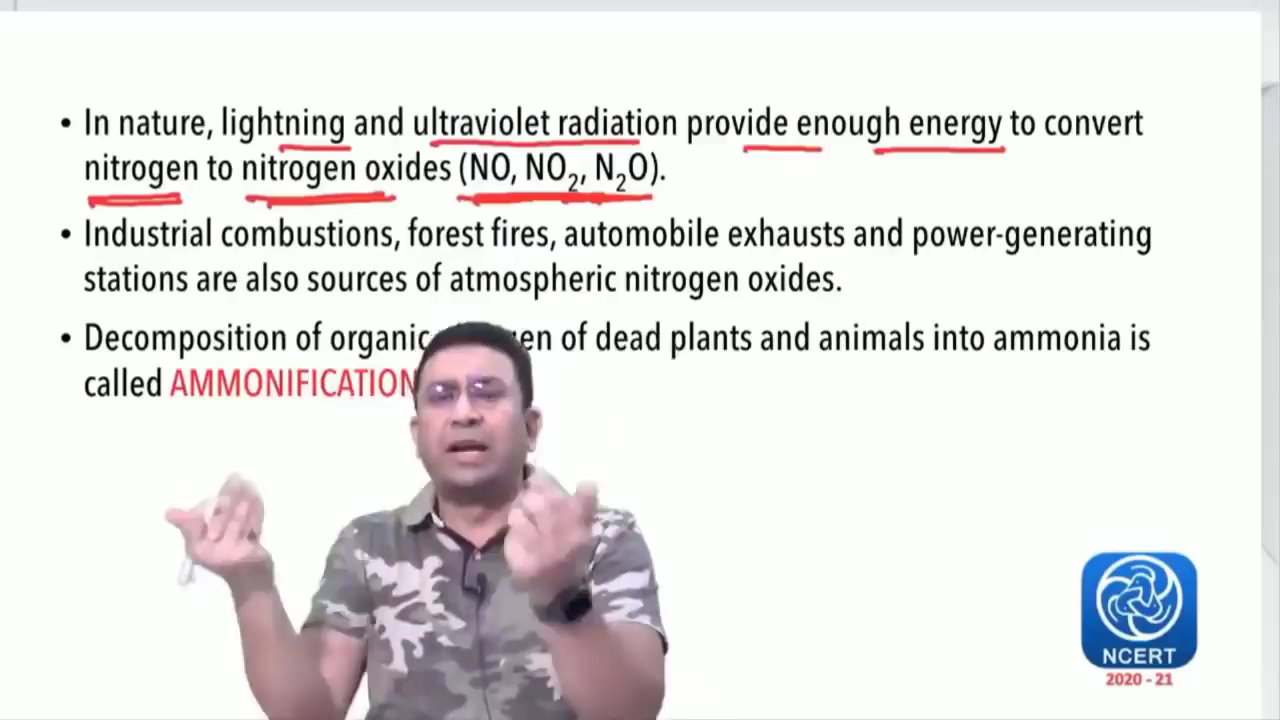 • In nature, lightning and ultraviolet radiation provide enough energy to convert
nitrogen to nitrogen oxides (NO, NO₂, N₂O).
• Industrial combustions, forest fires, automobile exhausts and power-generating
stations are also sources of atmospheric nitrogen oxides.
• Decomposition of organic of dead plants and animals into ammonia is
called AMMONIFICATION
NCERT
2020 - 21